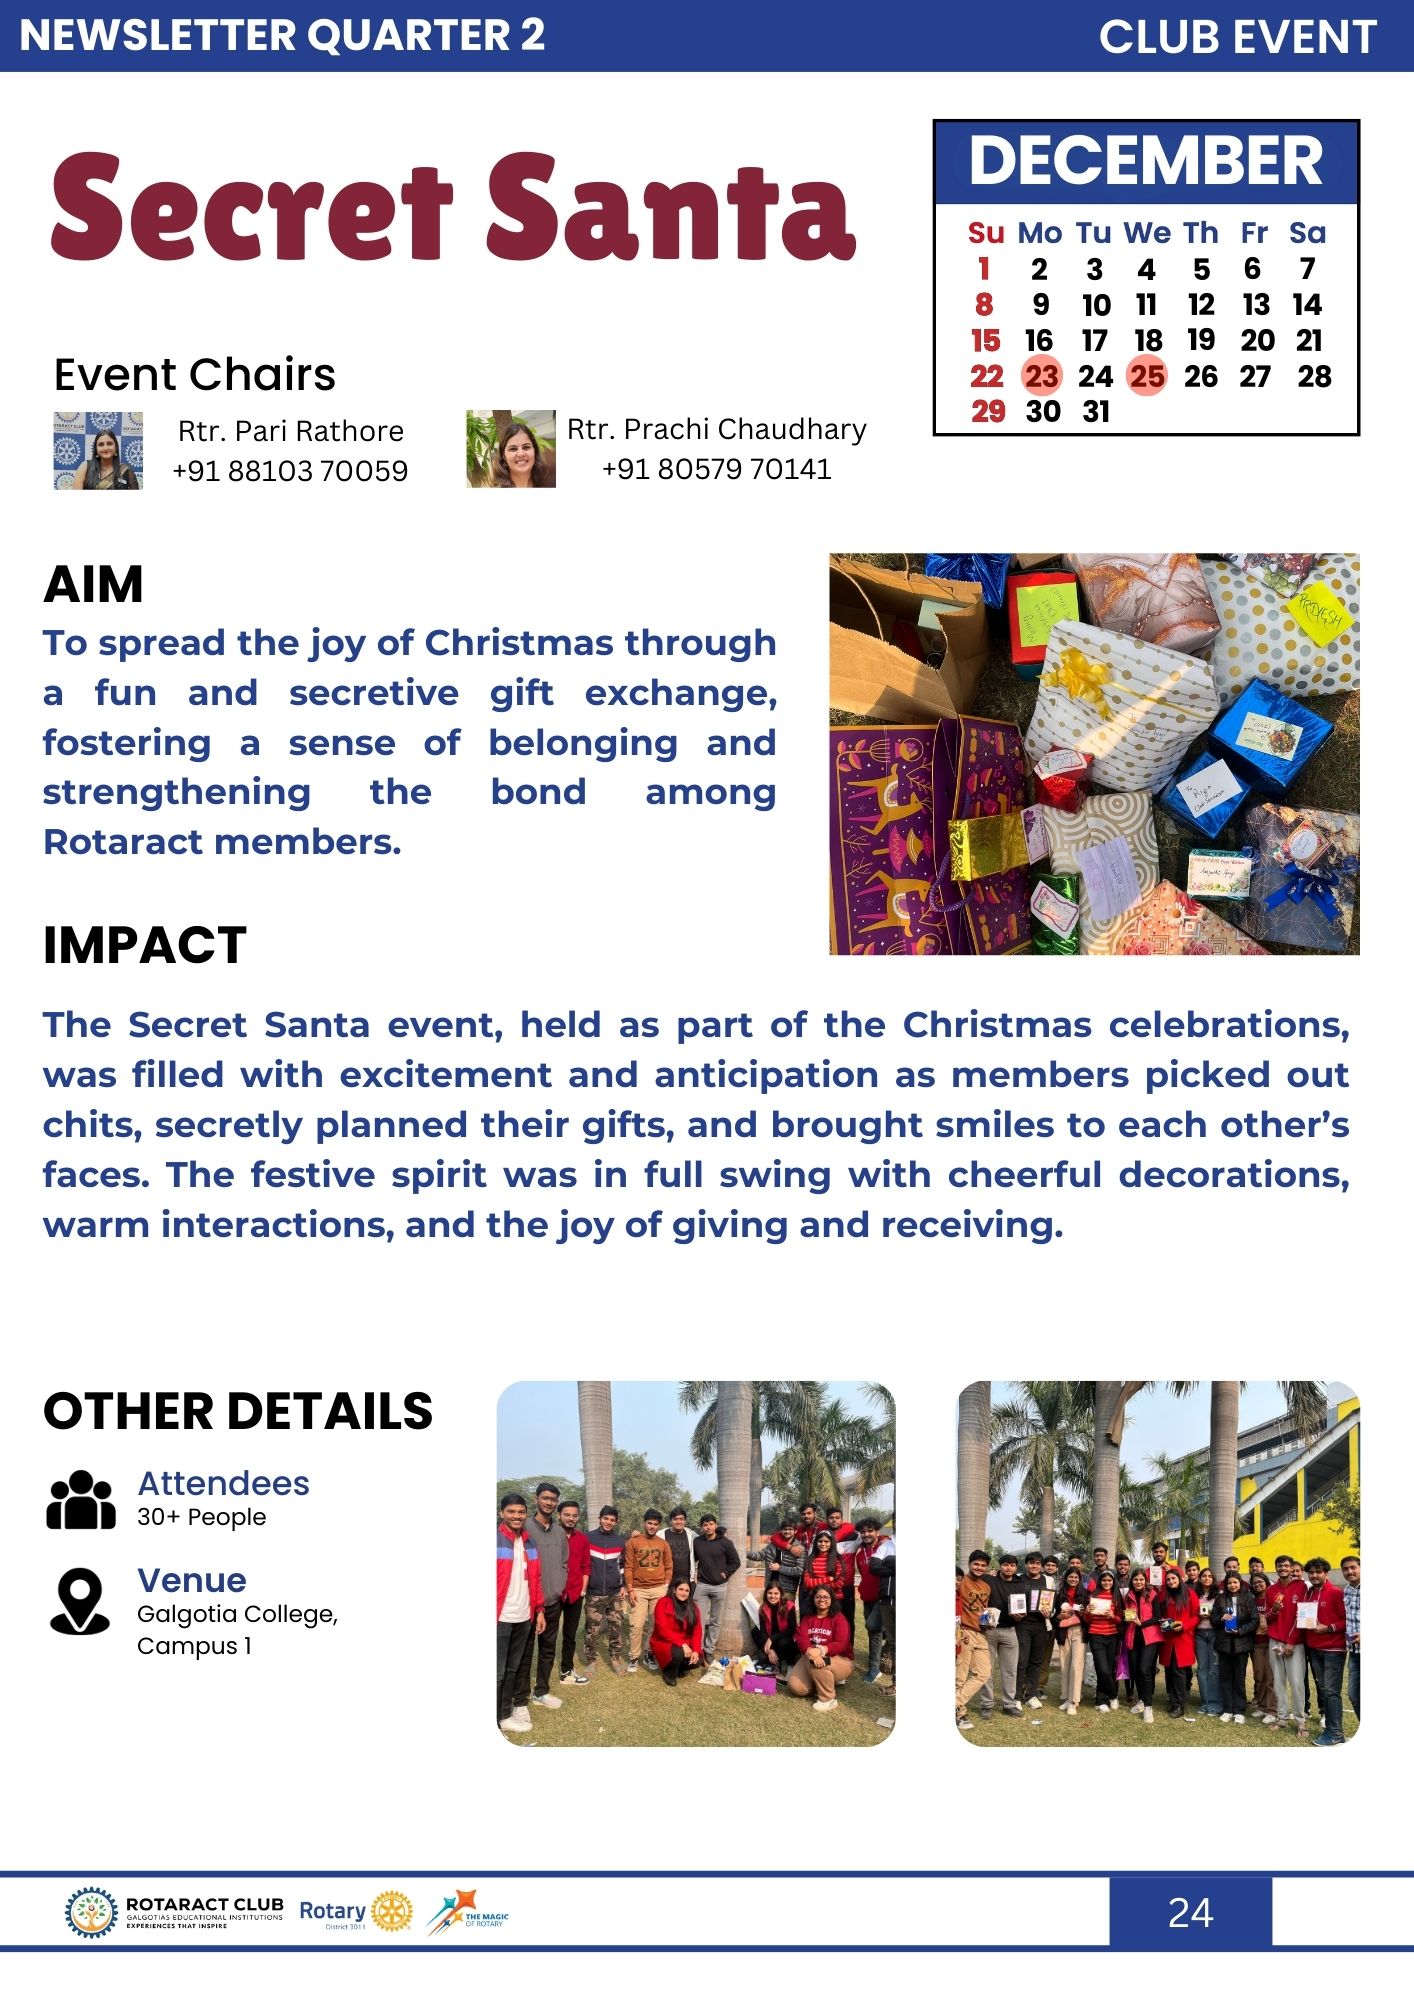 NEWSLETTER QUARTER 2
CLUB EVENT
Secret Santa
DECEMBER
Su Mo Tu We Th Fr Sa
1 2 3 4 5 6 7
8 9 10 11 12 13 14
15 16 17 18 19 20 21
22 23 24 25 26 27 28
29 30 31
Event Chairs
Rtr. Pari Rathore
+91 88103 70059
Rtr. Prachi Chaudhary
+91 80579 70141
AIM
To spread the joy of Christmas through
a fun and secretive gift exchange,
fostering a sense of belonging and
strengthening the bond among
Rotaract members.
PRIYESH
To
Riya
IMPACT
The Secret Santa event, held as part of the Christmas celebrations,
was filled with excitement and anticipation as members picked out
chits, secretly planned their gifts, and brought smiles to each other’s
faces. The festive spirit was in full swing with cheerful decorations,
warm interactions, and the joy of giving and receiving.
OTHER DETAILS
Attendees
30+ People
Venue
Galgotia College,
Campus 1
23
ROTARACT CLUB
GALGOTIAS EDUCATIONAL INSTITUTIONS
EXPERIENCES THAT INSPIRE
Rotary
District 3011
THE MAGIC
OF ROTARY
24